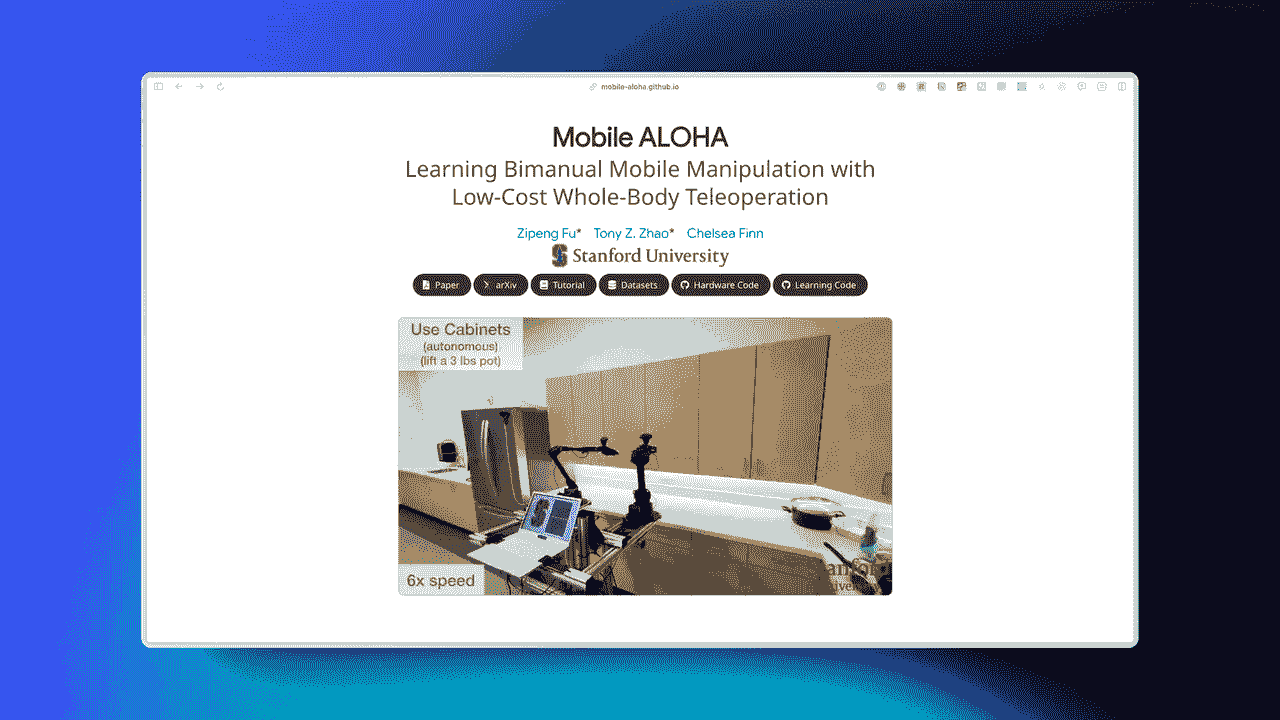 mobile-aloha.github.io
Mobile ALOHA
Learning Bimanual Mobile Manipulation with
Low-Cost Whole-Body Teleoperation
Zipeng Fu* Tony Z. Zhao* Chelsea Finn
Stanford University
Paper arXiv Tutorial Datasets Hardware Code Learning Code
Use Cabinets
(autonomous)
(lift a 3 lbs pot)
6x speed